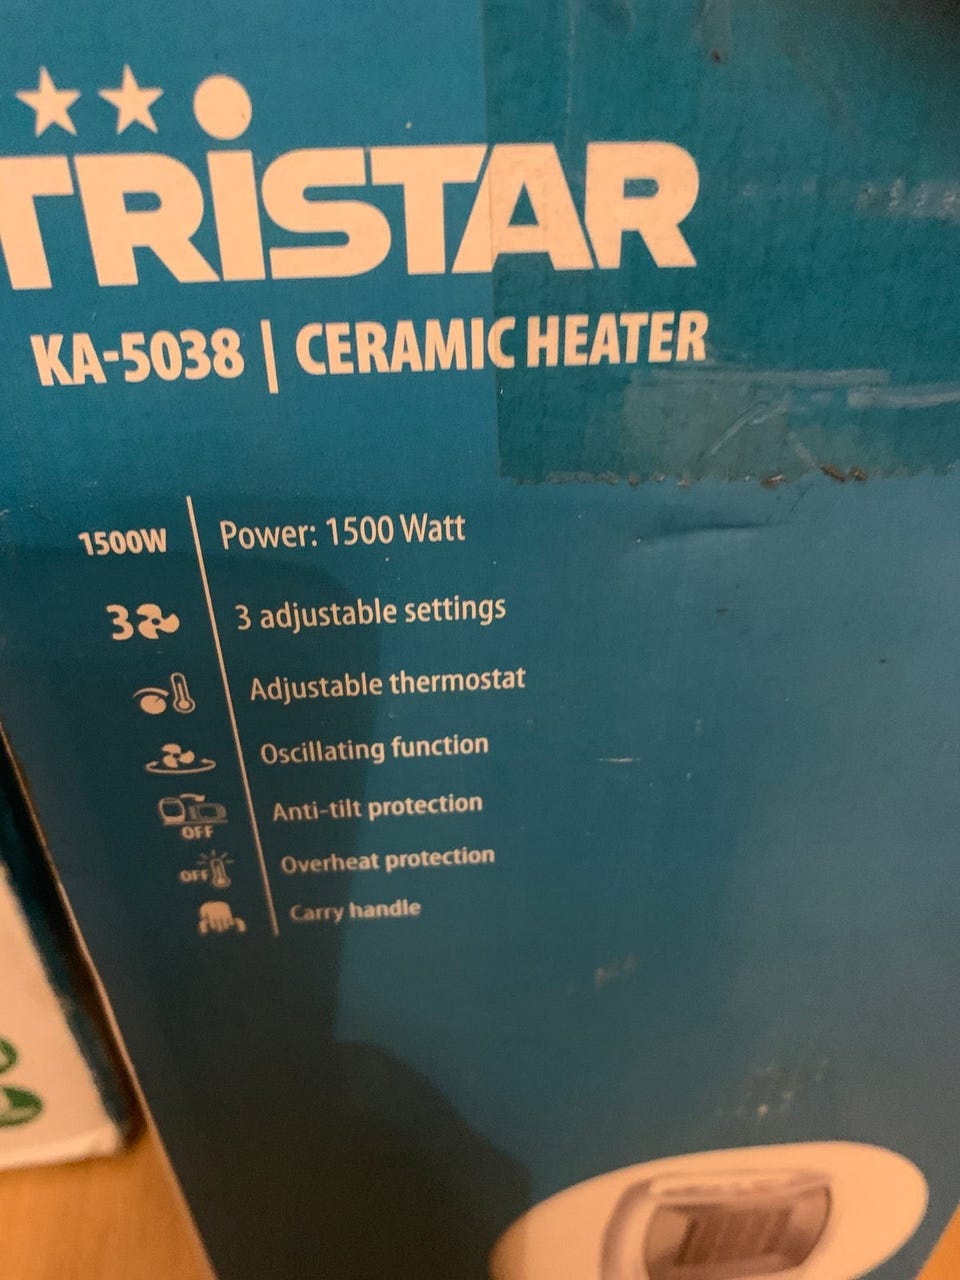 TRISTAR
KA-5038 | CERAMIC HEATER
1500W Power: 1500 Watt
3 3 adjustable settings
Adjustable thermostat
Oscillating function
Anti-tilt protection
OFF
OFF Overheat protection
Carry handle